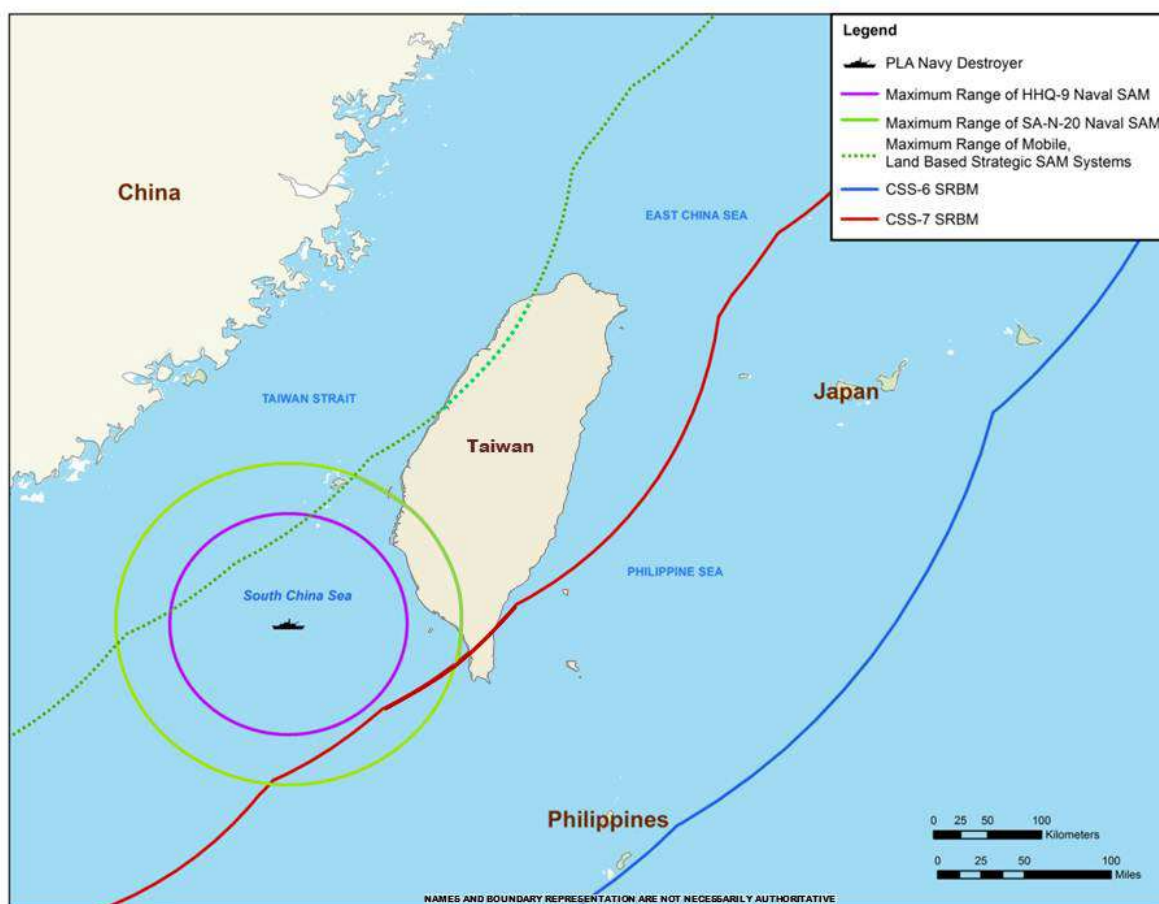 Legend
PLA Navy Destroyer
Maximum Range of HHQ-9 Naval SAM
Maximum Range of SA-N-20 Naval SAM
Maximum Range of Mobile,
Land Based Strategic SAM Systems
CSS-6 SRBM
CSS-7 SRBM
China
EAST CHINA SEA
TAIWAN STRAIT
Japan
Taiwan
PHILIPPINE SEA
South China Sea
Philippines
0 25 50 100
Kilometers
0 25 50 100
Miles
NAMES AND BOUNDARY REPRESENTATION ARE NOT NECESSARILY AUTHORITATIVE